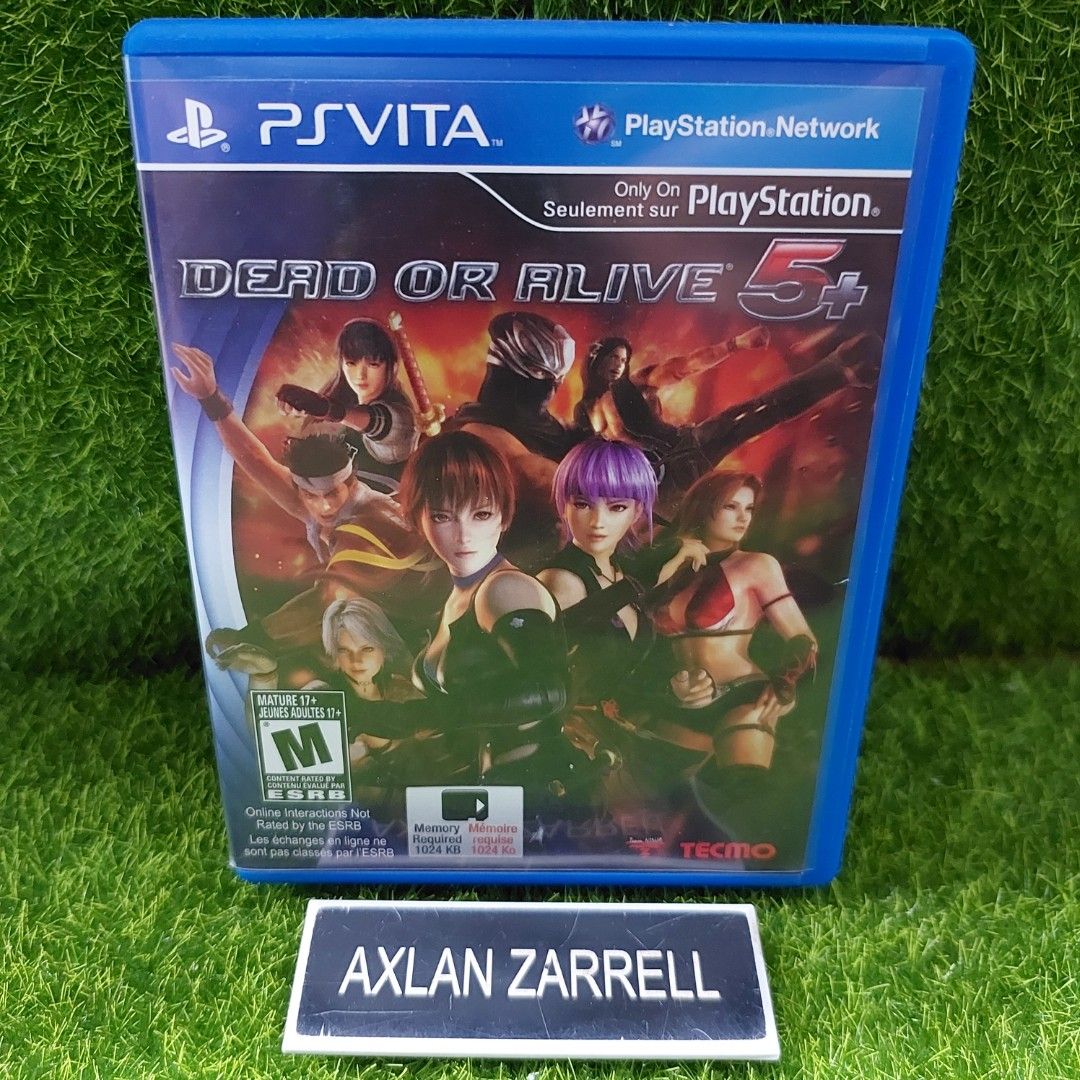 PSVITA™
PlayStation®Network
SM
Only On
Seulement sur
PlayStation®
DEAD OR ALIVE® 5+
MATURE 17+
JEUNES ADULTES 17+
M®
CONTENT RATED BY
CONTENU ÉVALUÉ PAR
ESRB
Online Interactions Not
Rated by the ESRB
Les échanges en ligne ne
sont pas classés par l'ESRB
Memory
Required
1024 KB
Mémoire
requise
1024 Ko
TECMO
AXLAN ZARRELL